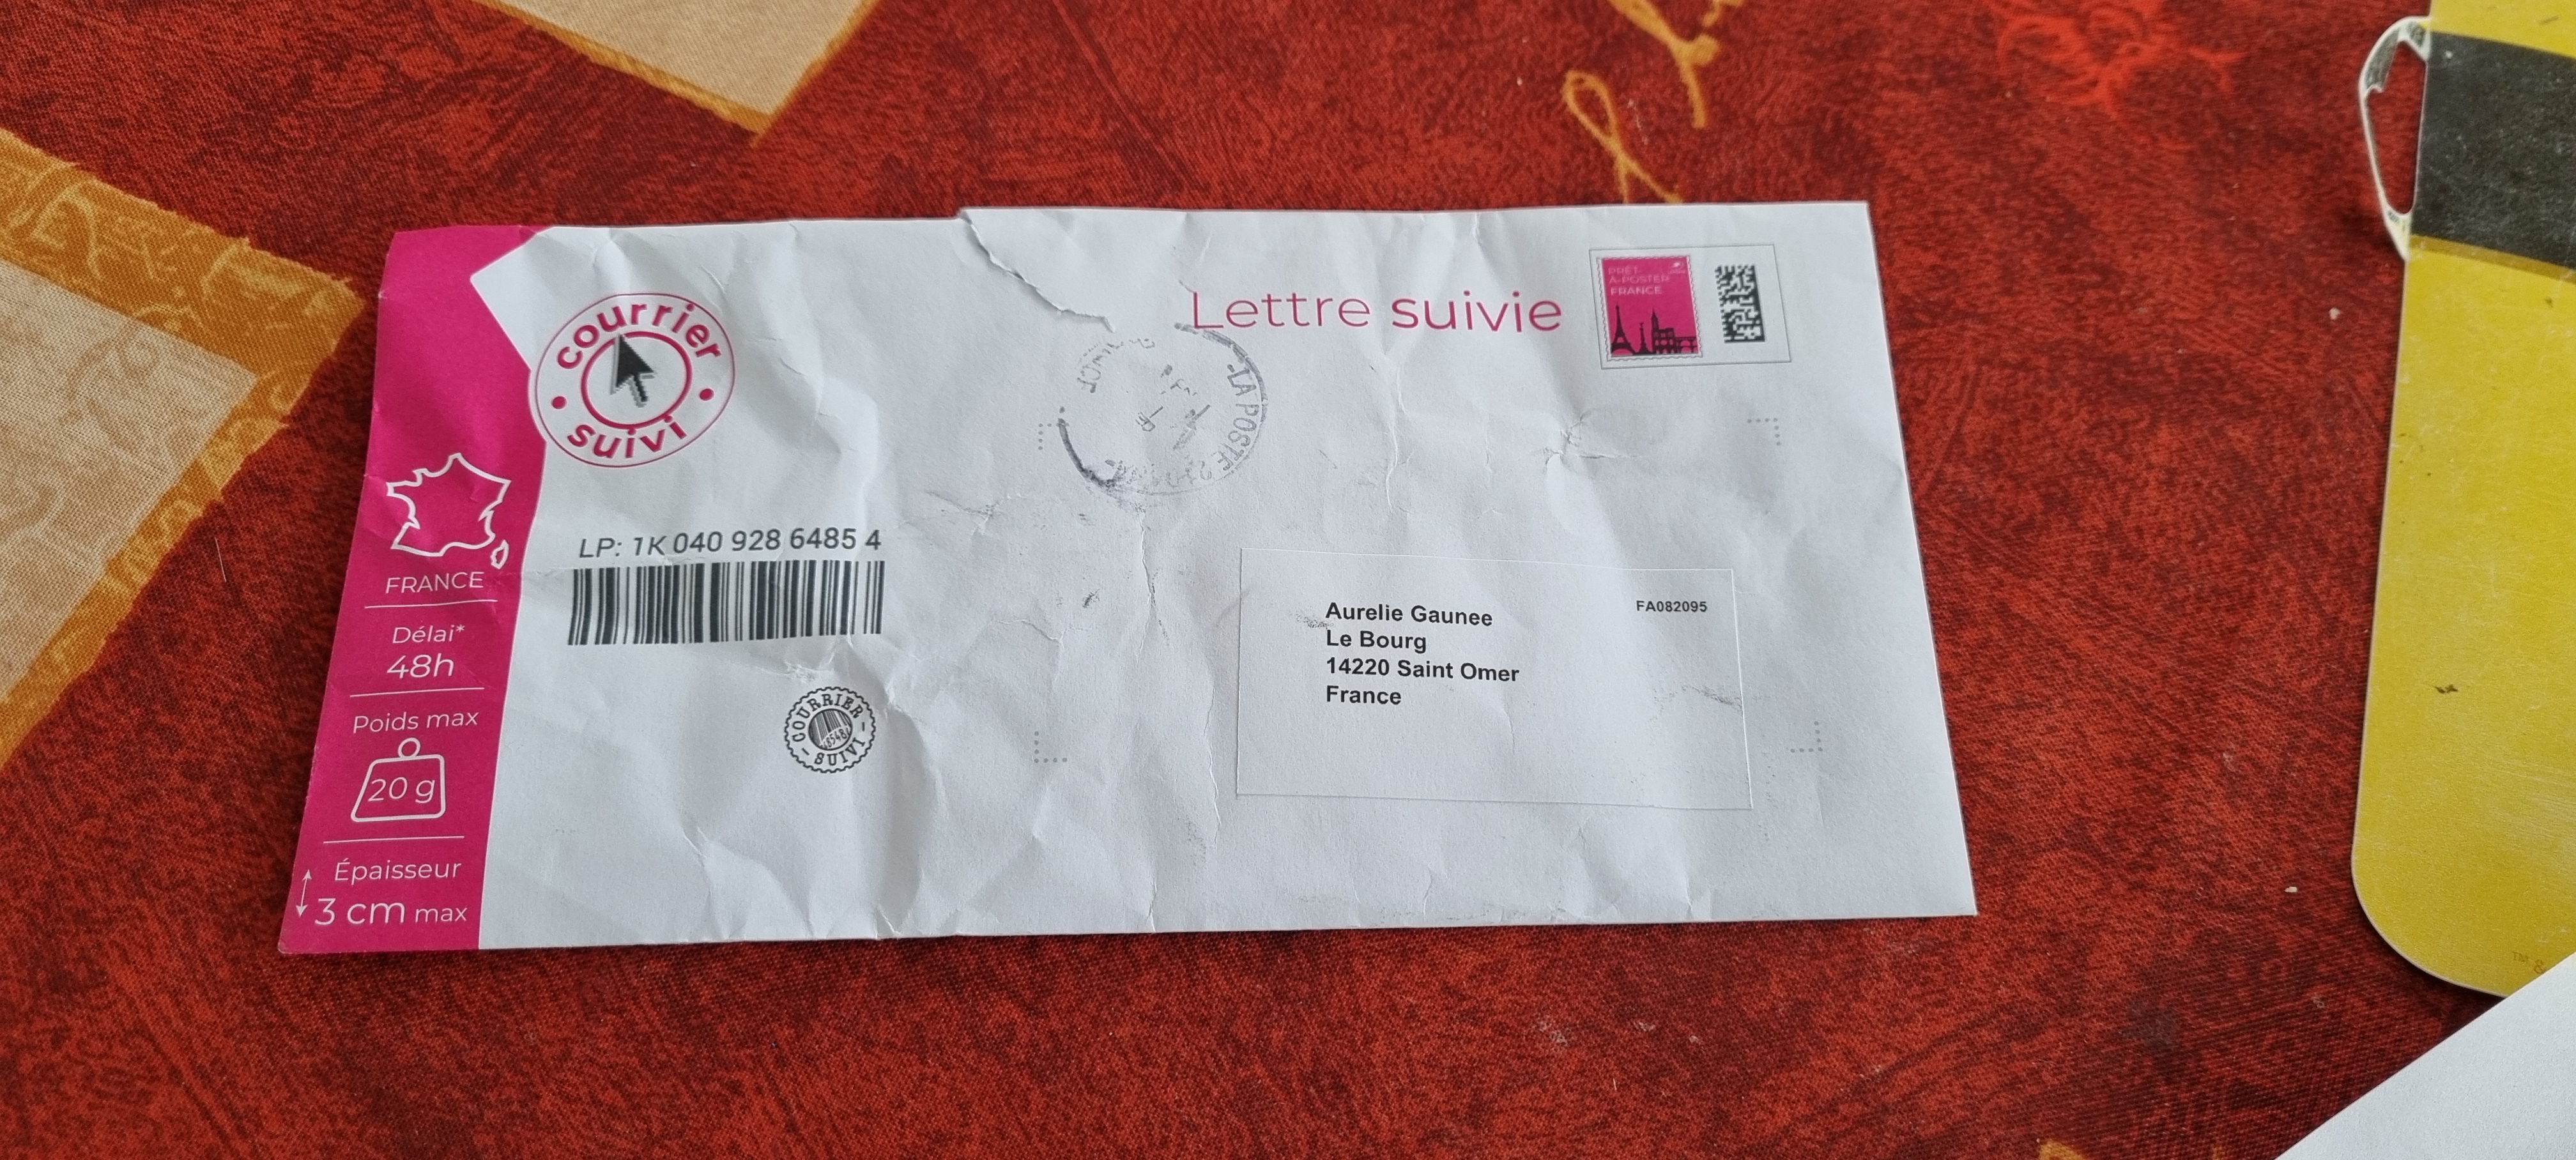 courrier
suivi
Lettre suivie
PRÊT-
À-POSTER
FRANCE
LA POSTE
LP: 1K 040 928 6485 4
FRANCE
Délai*
48h
Poids max
20 g
Épaisseur
3 cm max
COURRIER
SUIVI
Aurelie Gaunee
FA082095
Le Bourg
14220 Saint Omer
France